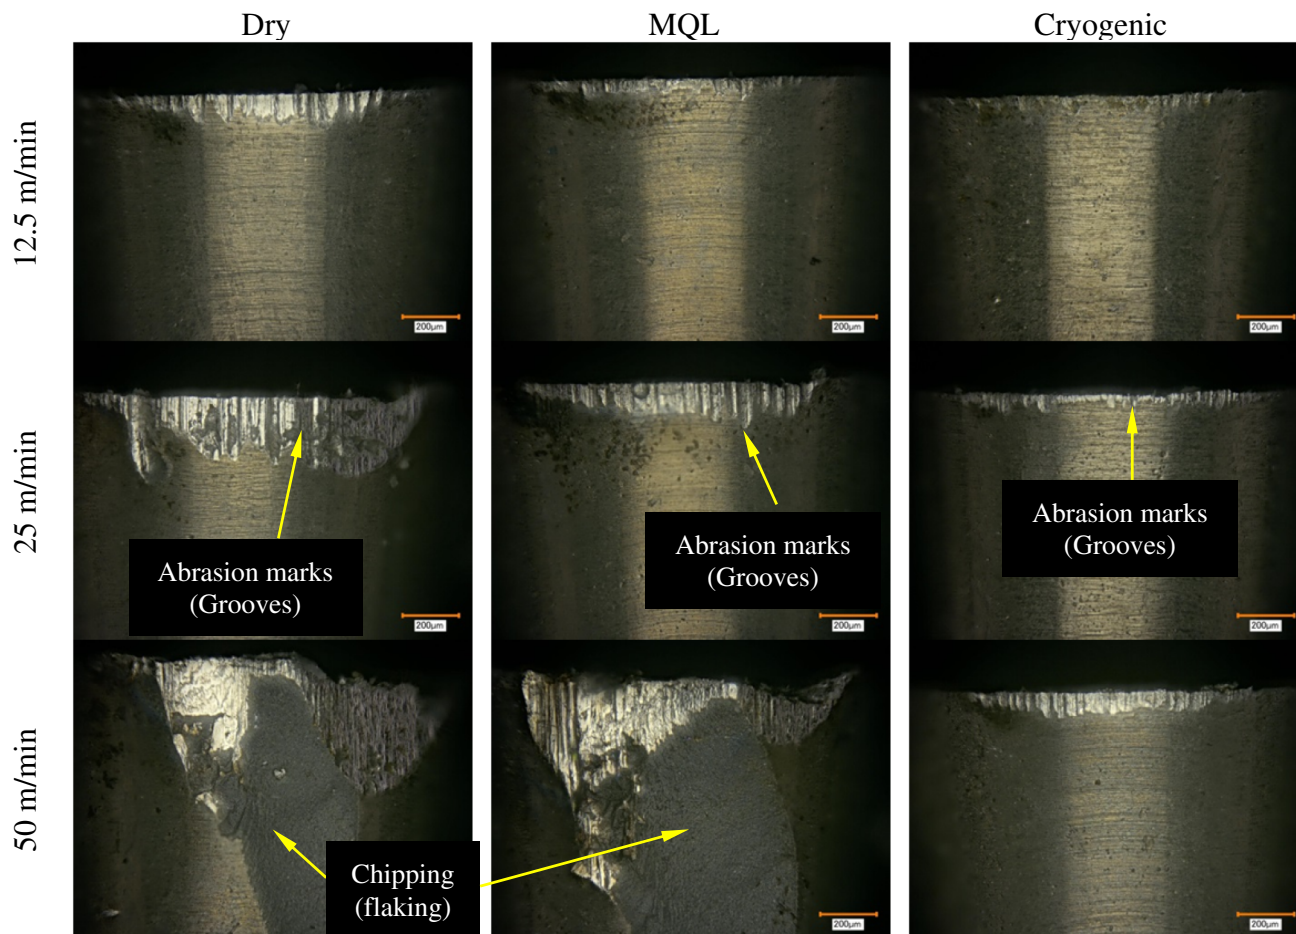 Dry MQL Cryogenic
12.5 m/min
200µm
200µm
200µm
25 m/min
Abrasion marks
(Grooves)
Abrasion marks
(Grooves)
Abrasion marks
(Grooves)
200µm
200µm
200µm
50 m/min
Chipping
(flaking)
200µm
200µm